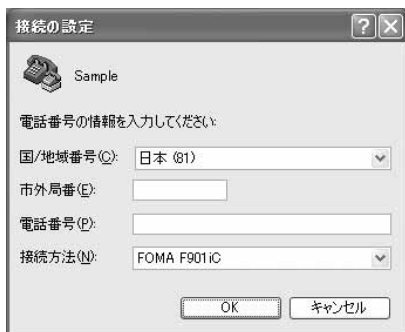 接続の設定
Sample
電話番号の情報を入力してください:
国/地域番号(C): 日本 (81)
市外局番(E):
電話番号(P):
接続方法(N): FOMA F901iC
OK キャンセル